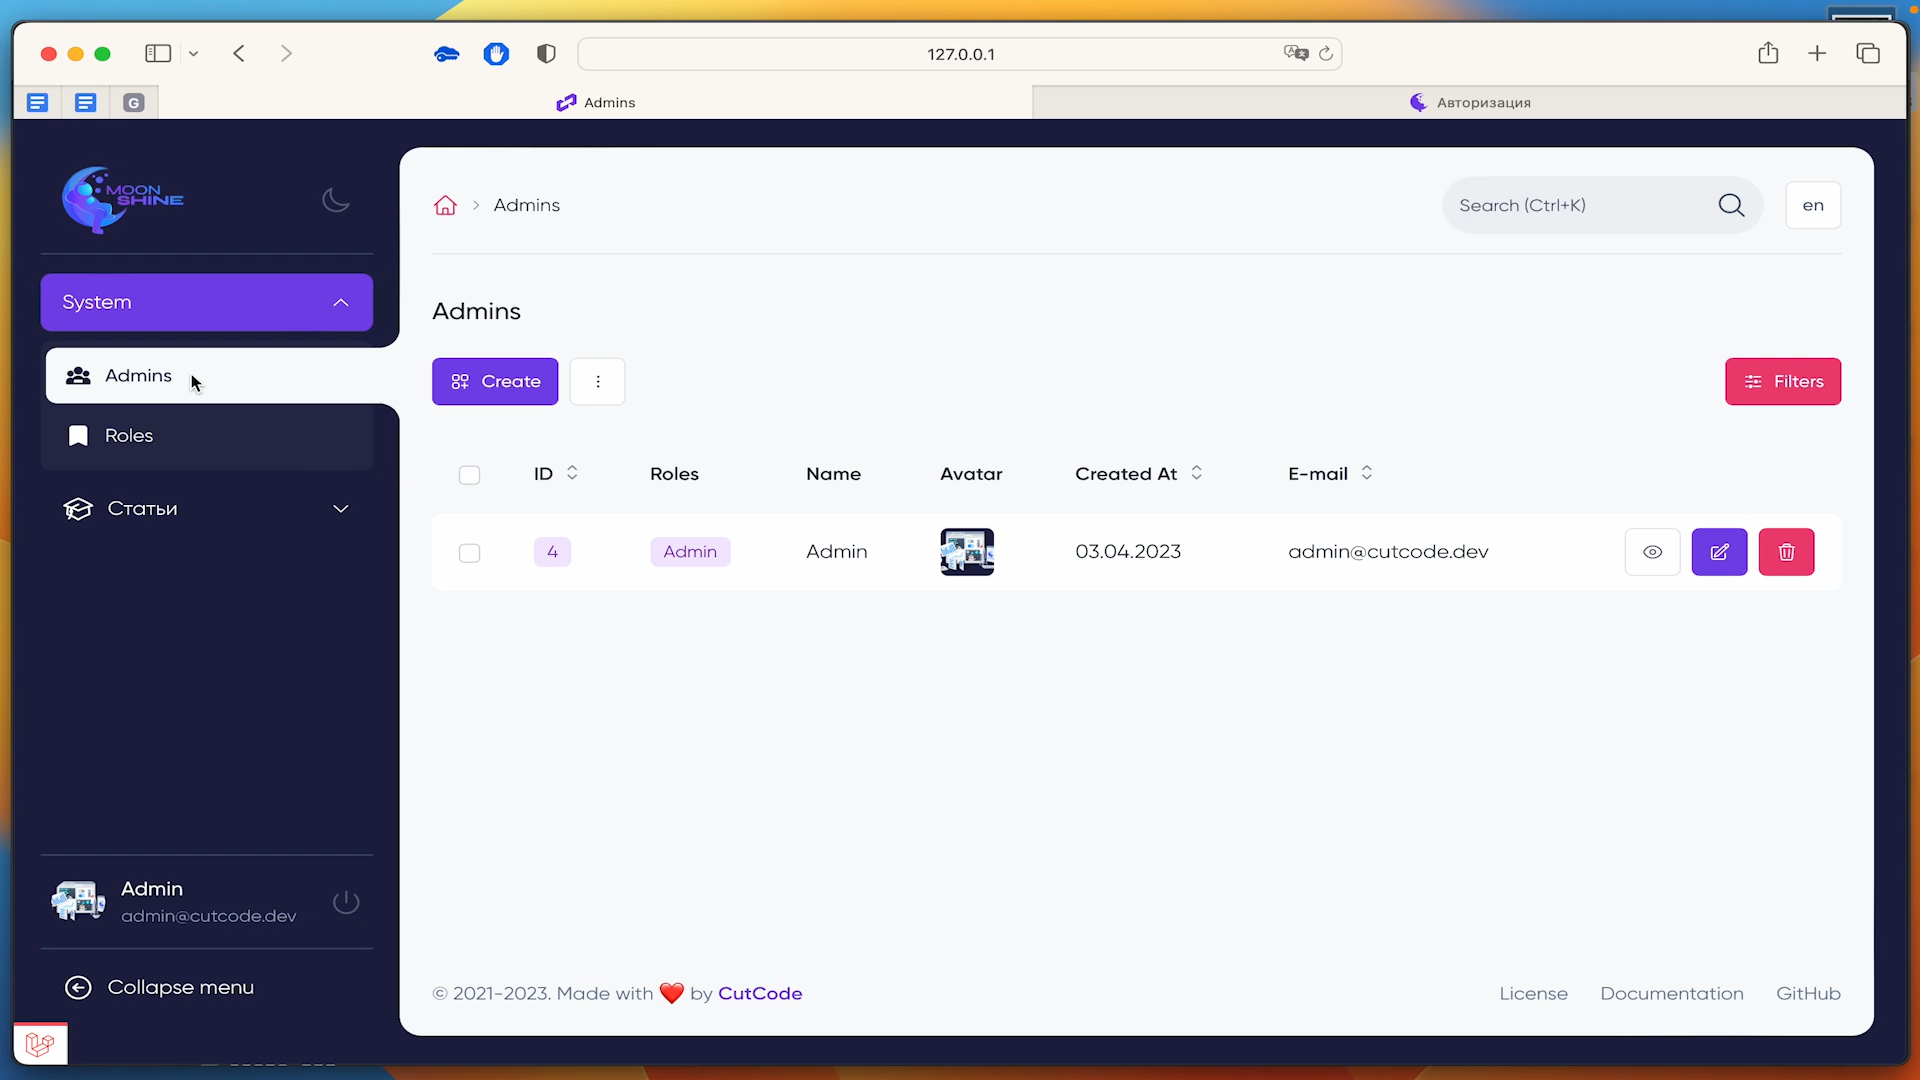 127.0.0.1
G
Admins
Авторизация
MOON
SHINE
Admins
Search (Ctrl+K)
en
System
Admins
Admins
Create
Filters
Roles
ID
Roles
Name
Avatar
Created At
E-mail
Статьи
4
Admin
Admin
03.04.2023
admin@cutcode.dev
Admin
admin@cutcode.dev
Collapse menu
© 2021-2023. Made with ❤️ by CutCode
License
Documentation
GitHub